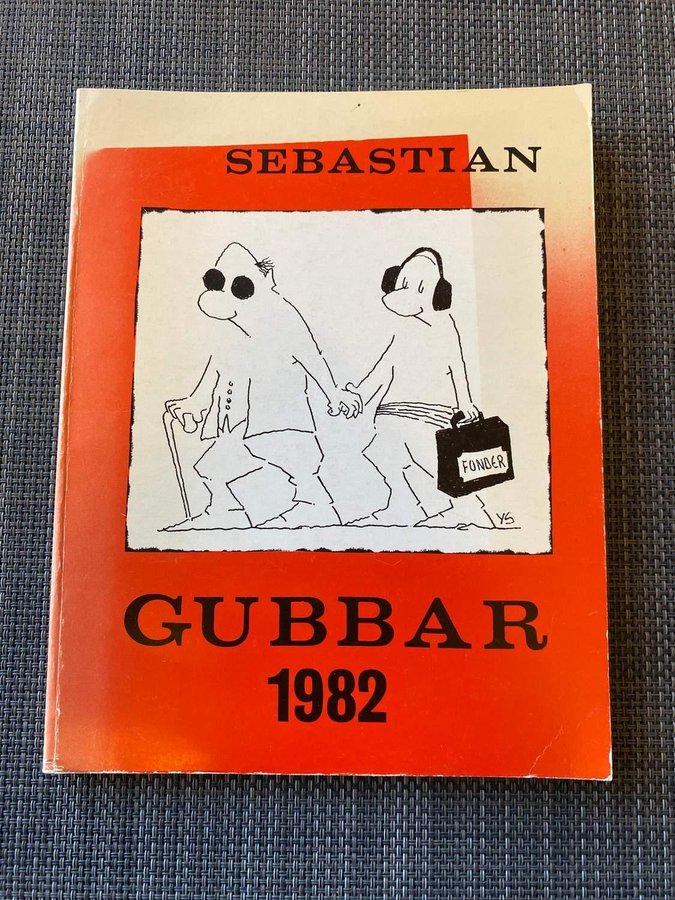 SEBASTIAN
FONDER
YS
GUBBAR
1982